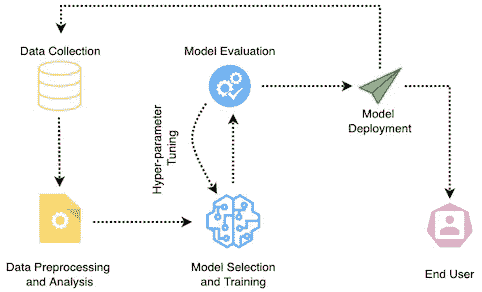 Data Collection
Model Evaluation
Model
Deployment
Hyper-parameter
Tuning
Data Preprocessing
and Analysis
Model Selection
and Training
End User